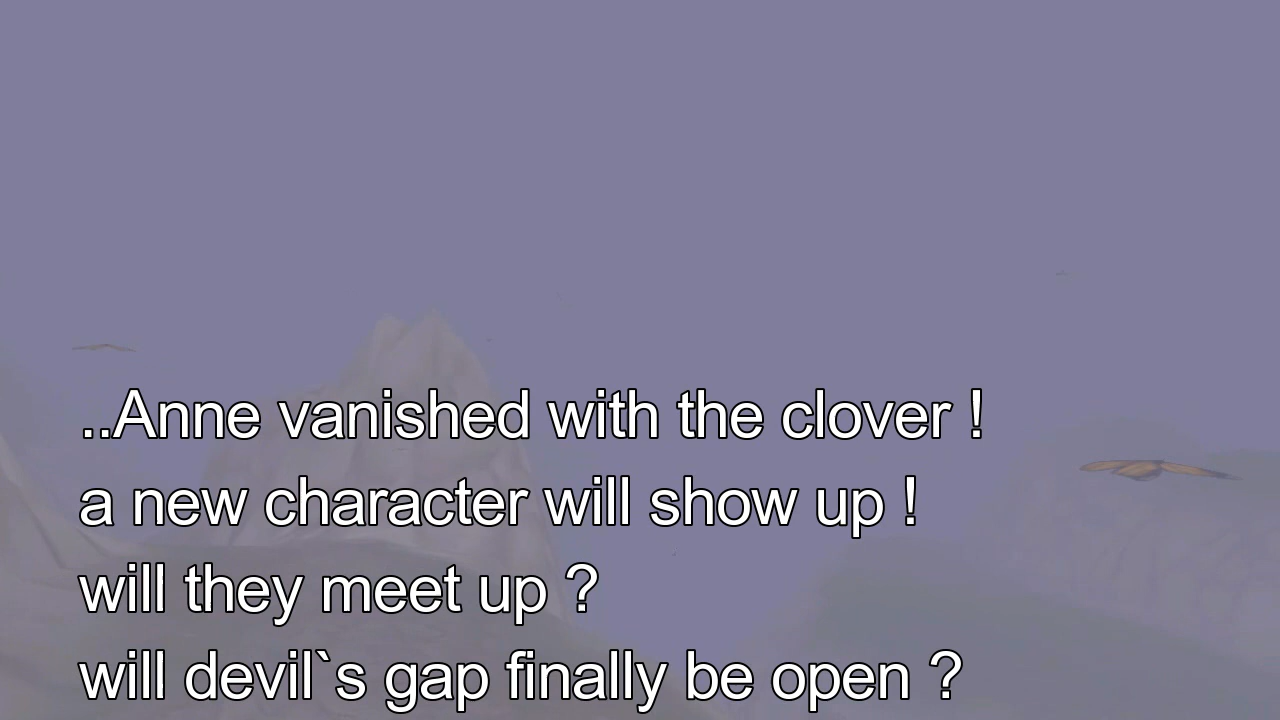 ..Anne vanished with the clover !
a new character will show up !
will they meet up ?
will devil`s gap finally be open ?